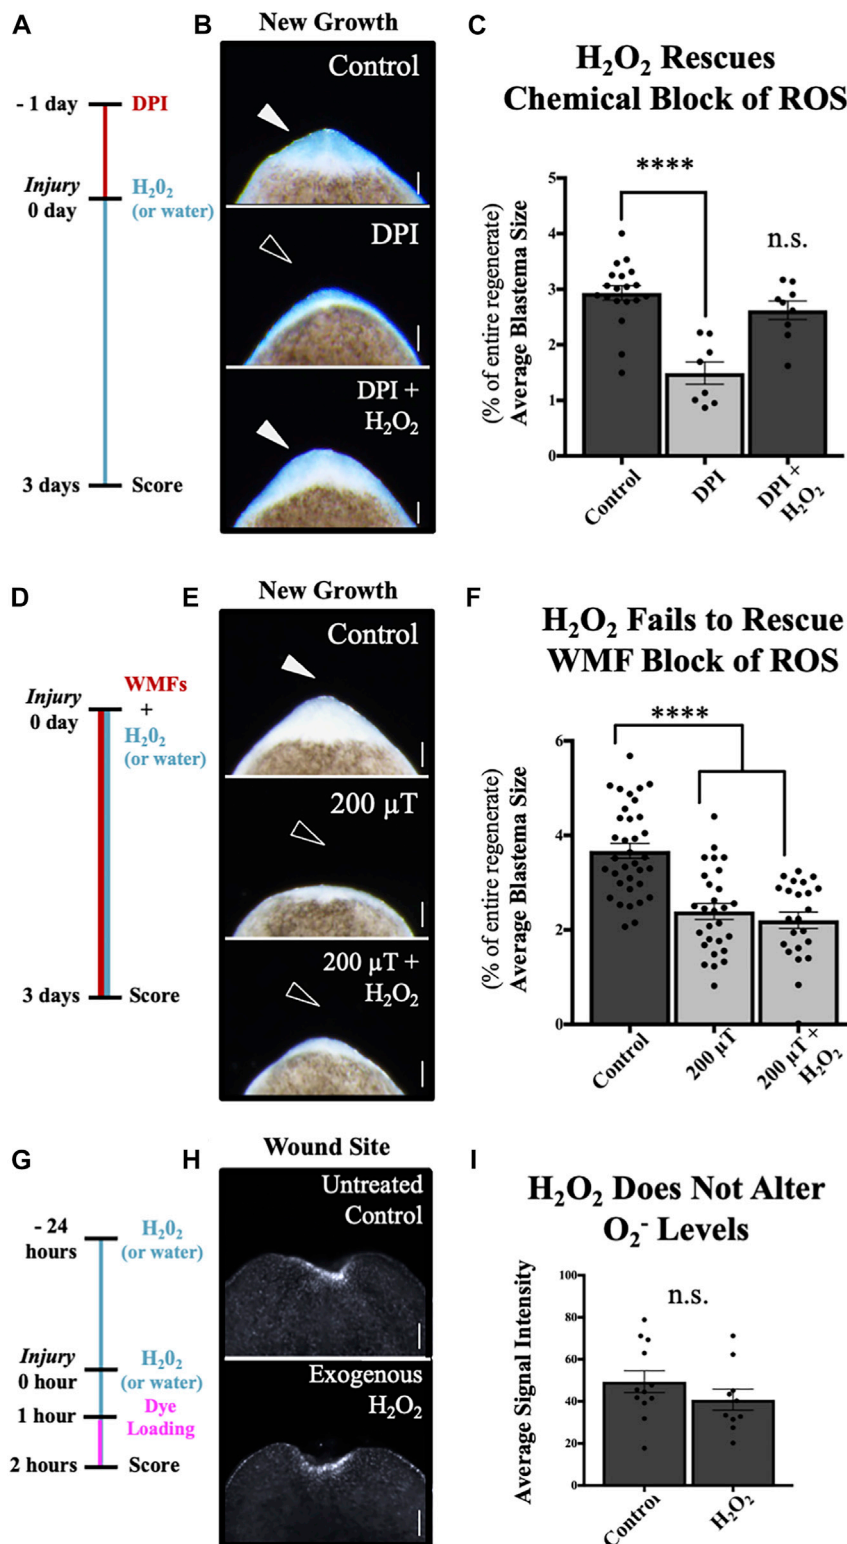 A
- 1 day
DPI
Injury
0 day
H₂0₂
(or water)
3 days
Score
B
New Growth
Control
DPI
DPI +
H₂O₂
C
H₂O₂ Rescues
Chemical Block of ROS
(% of entire regenerate)
Average Blastema Size
5
4
3
2
1
0
****
n.s.
Control
DPI
DPI +
H₂O₂
D
Injury
0 day
WMFs
+
H₂0₂
(or water)
3 days
Score
E
New Growth
Control
200 µT
200 µT +
H₂O₂
F
H₂O₂ Fails to Rescue
WMF Block of ROS
(% of entire regenerate)
Average Blastema Size
6
4
2
0
****
Control
200 µT
200 µT +
H₂O₂
G
- 24
hours
H₂0₂
(or water)
Injury
0 hour
H₂0₂
(or water)
1 hour
Dye
Loading
2 hours
Score
H
Wound Site
Untreated
Control
Exogenous
H₂O₂
I
H₂O₂ Does Not Alter
O₂⁻ Levels
Average Signal Intensity
100
80
60
40
20
0
n.s.
Control
H₂O₂